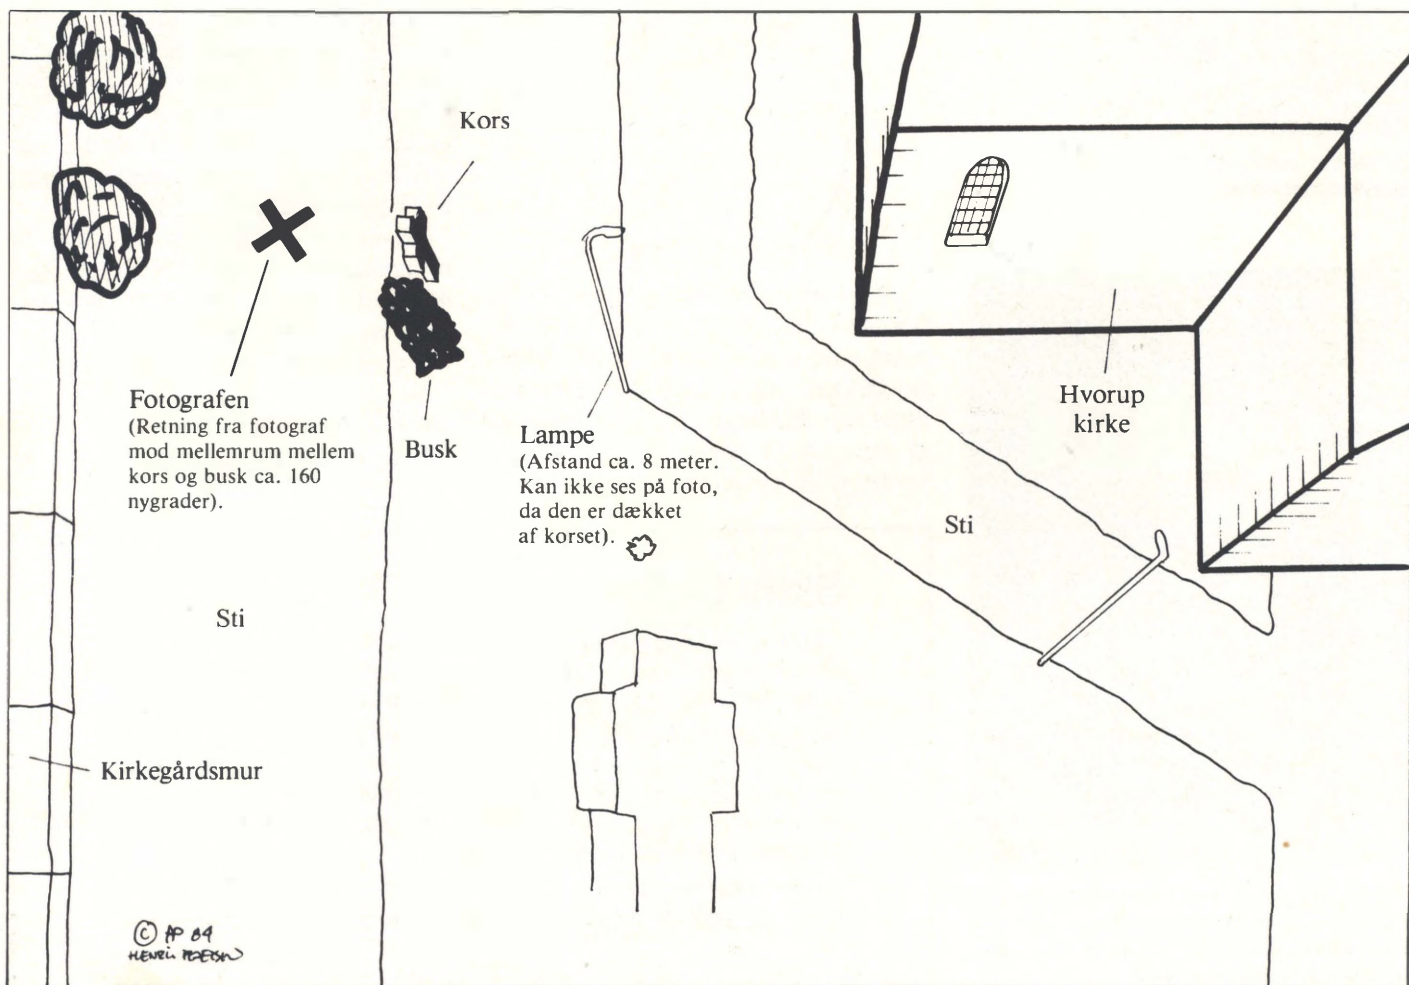 Kors
Fotografen
(Retning fra fotograf
mod mellemrum mellem
kors og busk ca. 160
nygrader).
Busk
Lampe
(Afstand ca. 8 meter.
Kan ikke ses på foto,
da den er dækket
af korset).
Hvorup
kirke
Sti
Sti
Kirkegårdsmur
© AP 84